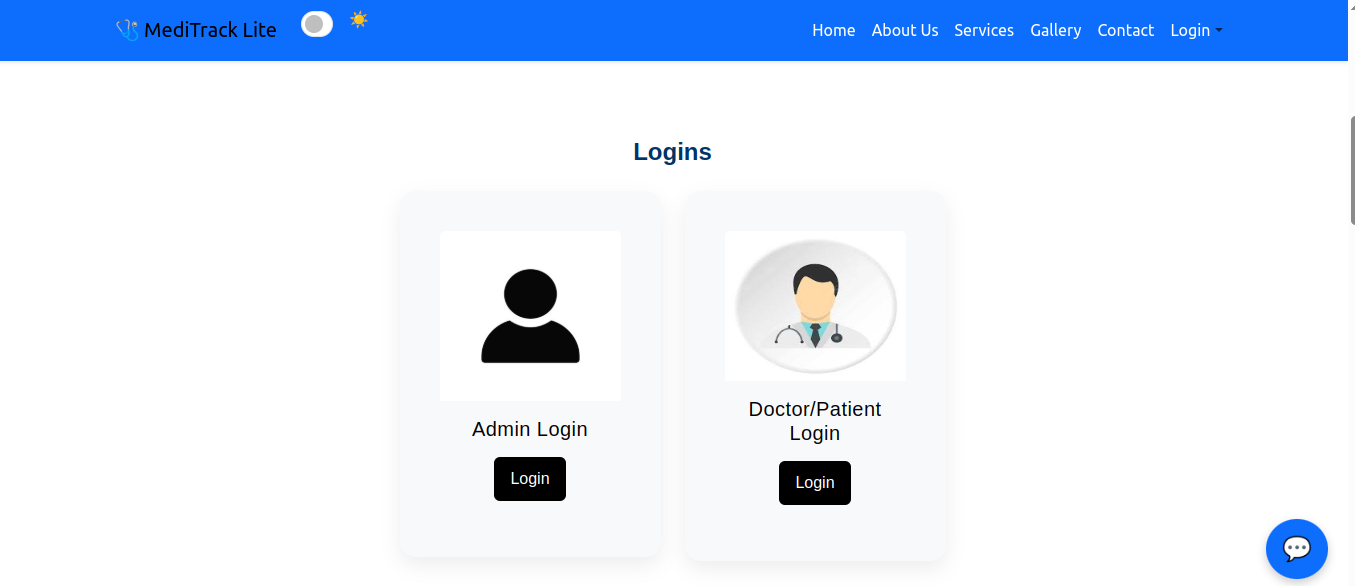 MediTrack Lite
Home About Us Services Gallery Contact Login
Logins
Admin Login
Login
Doctor/Patient
Login
Login